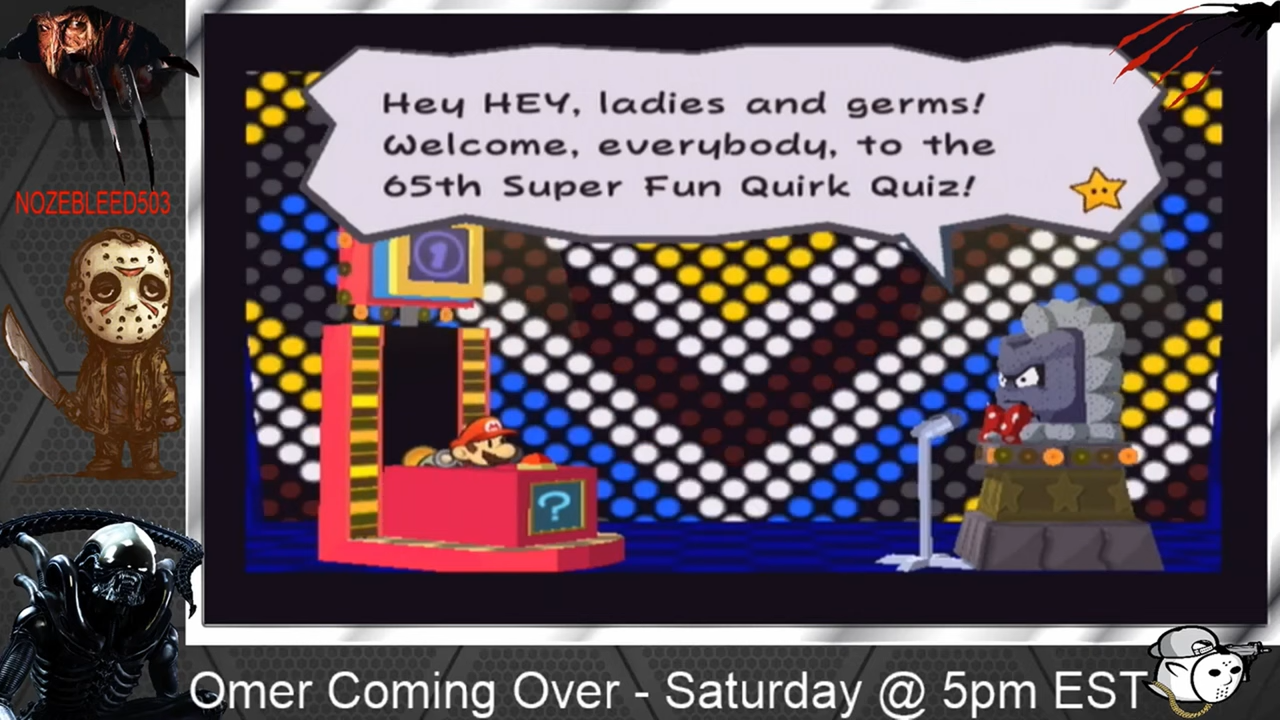 Hey HEY, ladies and germs!
Welcome, everybody, to the
65th Super Fun Quirk Quiz!
NOZEBLEED503
1
M
?
Omer Coming Over - Saturday @ 5pm EST